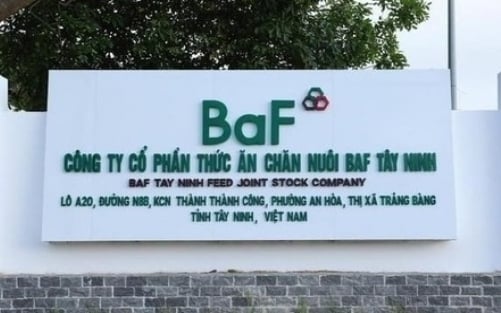 BaF
CÔNG TY CỔ PHẦN THỨC ĂN CHĂN NUÔI BAF TÂY NINH
BAF TAY NINH FEED JOINT STOCK COMPANY
LÔ A20, ĐƯỜNG N8B, KCN THÀNH THÀNH CÔNG, PHƯỜNG AN HÒA, THỊ XÃ TRẢNG BÀNG
TỈNH TÂY NINH, VIỆT NAM